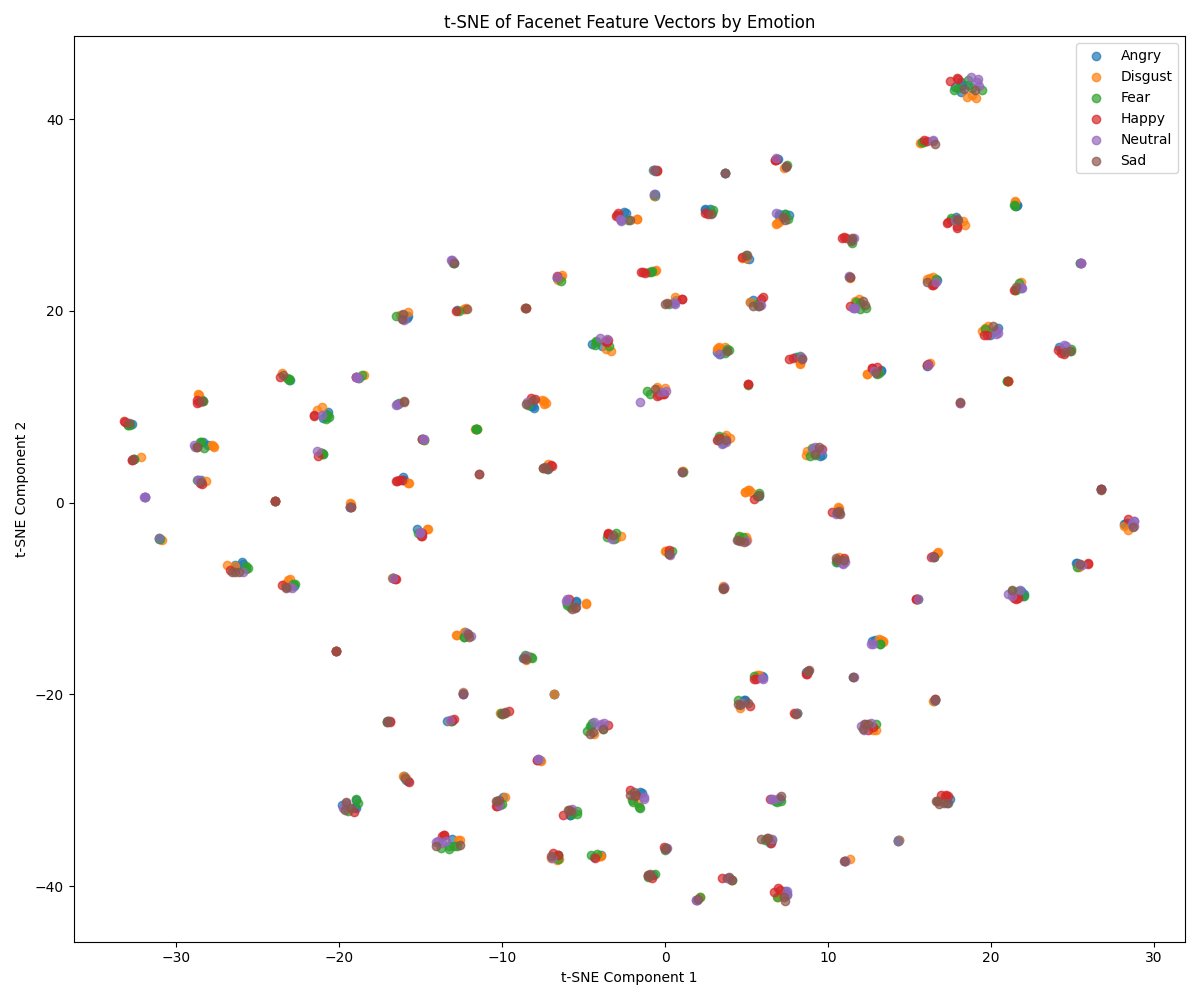 t-SNE of Facenet Feature Vectors by Emotion
Angry
Disgust
Fear
Happy
Neutral
Sad
40
20
0
−20
−40
t-SNE Component 2
−30
−20
−10
0
10
20
30
t-SNE Component 1